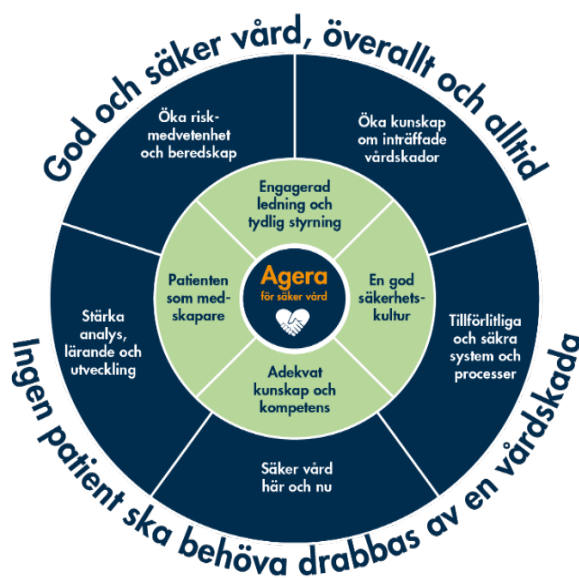 God och säker vård, överallt och alltid
Öka risk-
medvetenhet
och beredskap
Öka kunskap
om inträffade
vårdskador
Engagerad
ledning och
tydlig styrning
Patienten
som med-
skapare
Agera
för säker vård
En god
säkerhets-
kultur
Stärka
analys,
lärande och
utveckling
Tillförlitliga
och säkra
system och
processer
Adekvat
kunskap och
kompetens
Säker vård
här och nu
Ingen patient ska behöva drabbas av en vårdskada